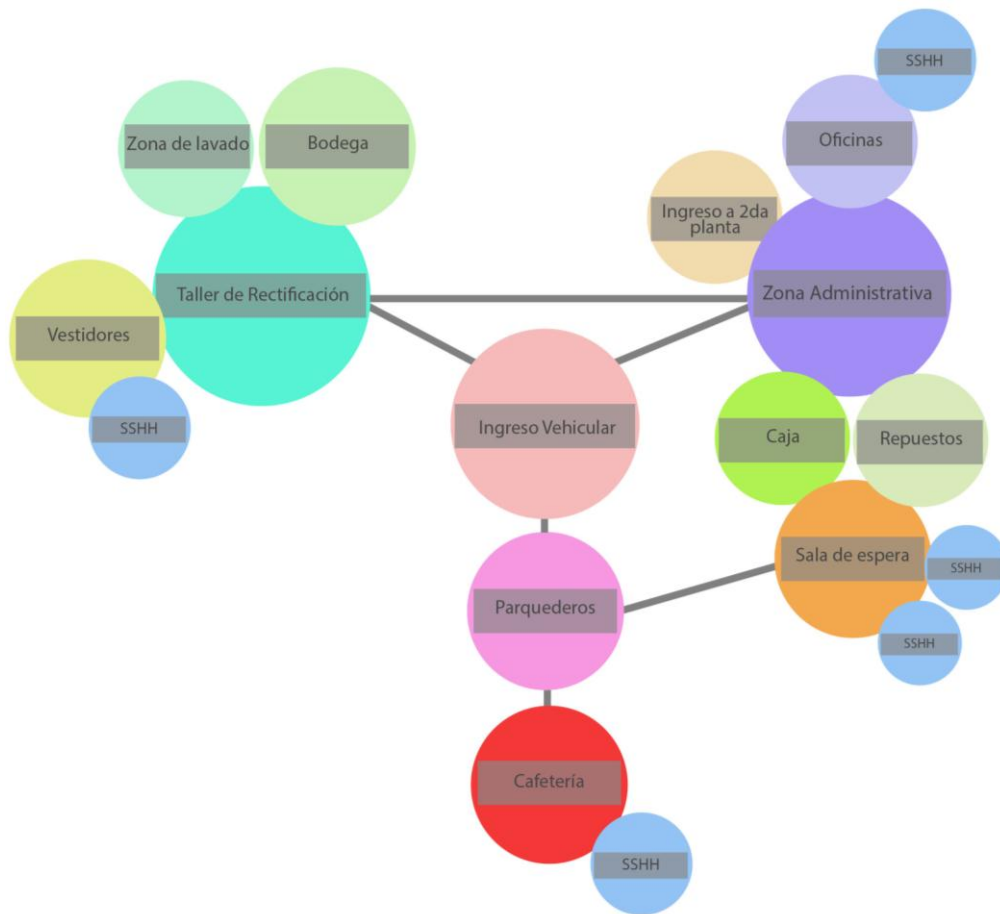 SSHH
Zona de lavado
Bodega
Oficinas
Ingreso a 2da
planta
Taller de Rectificación
Zona Administrativa
Vestidores
SSHH
Ingreso Vehicular
Caja
Repuestos
Sala de espera
SSHH
Parquederos
SSHH
Cafetería
SSHH